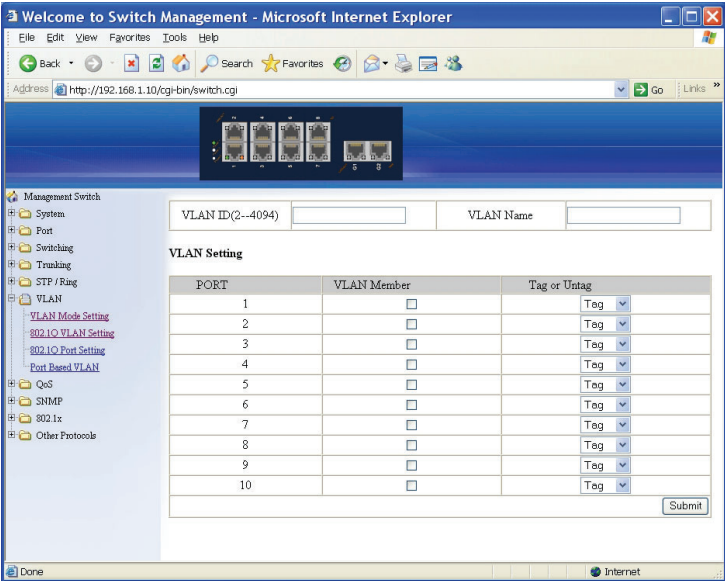 Welcome to Switch Management - Microsoft Internet Explorer
File Edit View Favorites Tools Help
Back Search Favorites
Address http://192.168.1.10/cgi-bin/switch.cgi Go Links »
Management Switch
System
Port
Switching
Trunking
STP / Ring
VLAN
VLAN Mode Setting
802.1Q VLAN Setting
802.1Q Port Setting
Port Based VLAN
QoS
SNMP
802.1x
Other Protocols
VLAN ID(2--4094) VLAN Name
VLAN Setting
PORT VLAN Member Tag or Untag
1 Tag
2 Tag
3 Tag
4 Tag
5 Tag
6 Tag
7 Tag
8 Tag
9 Tag
10 Tag
Submit
Done Internet